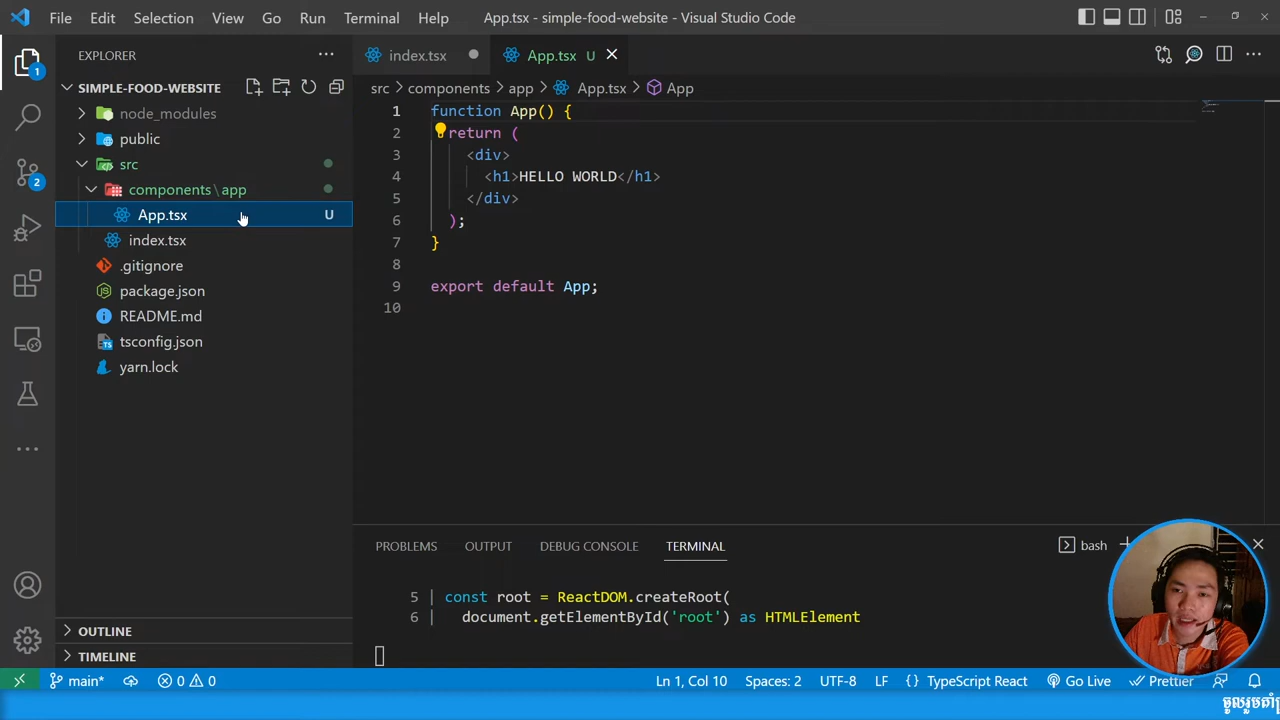 File Edit Selection View Go Run Terminal Help App.tsx - simple-food-website - Visual Studio Code
EXPLORER
SIMPLE-FOOD-WEBSITE
node_modules
public
src
components\app
App.tsx U
index.tsx
.gitignore
package.json
README.md
tsconfig.json
yarn.lock
OUTLINE
TIMELINE
1
2
index.tsx App.tsx U
src > components > app > App.tsx > App
1 function App() {
2 return (
3 <div>
4 <h1>HELLO WORLD</h1>
5 </div>
6 );
7 }
8
9 export default App;
10
PROBLEMS OUTPUT DEBUG CONSOLE TERMINAL bash
5 | const root = ReactDOM.createRoot(
6 | document.getElementById('root') as HTMLElement
main* 0 0 Ln 1, Col 10 Spaces: 2 UTF-8 LF {} TypeScript React Go Live Prettier